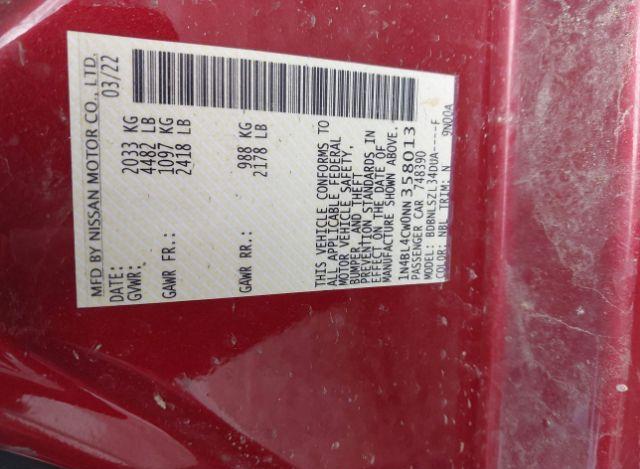 MFD BY NISSAN MOTOR CO., LTD.
DATE: 03/22
GVWR: 2033 KG
4482 LB
GAWR FR.: 1097 KG
2418 LB
GAWR RR.: 988 KG
2178 LB
THIS VEHICLE CONFORMS TO
ALL APPLICABLE FEDERAL
MOTOR VEHICLE SAFETY,
BUMPER, AND THEFT
PREVENTION STANDARDS IN
EFFECT ON THE DATE OF
MANUFACTURE SHOWN ABOVE.
1N4BL4CW0NN358013
PASSENGER CAR 748390
MODEL: BDBNLSZL34DUA----F
COLOR: NBL TRIM: N 9N00A